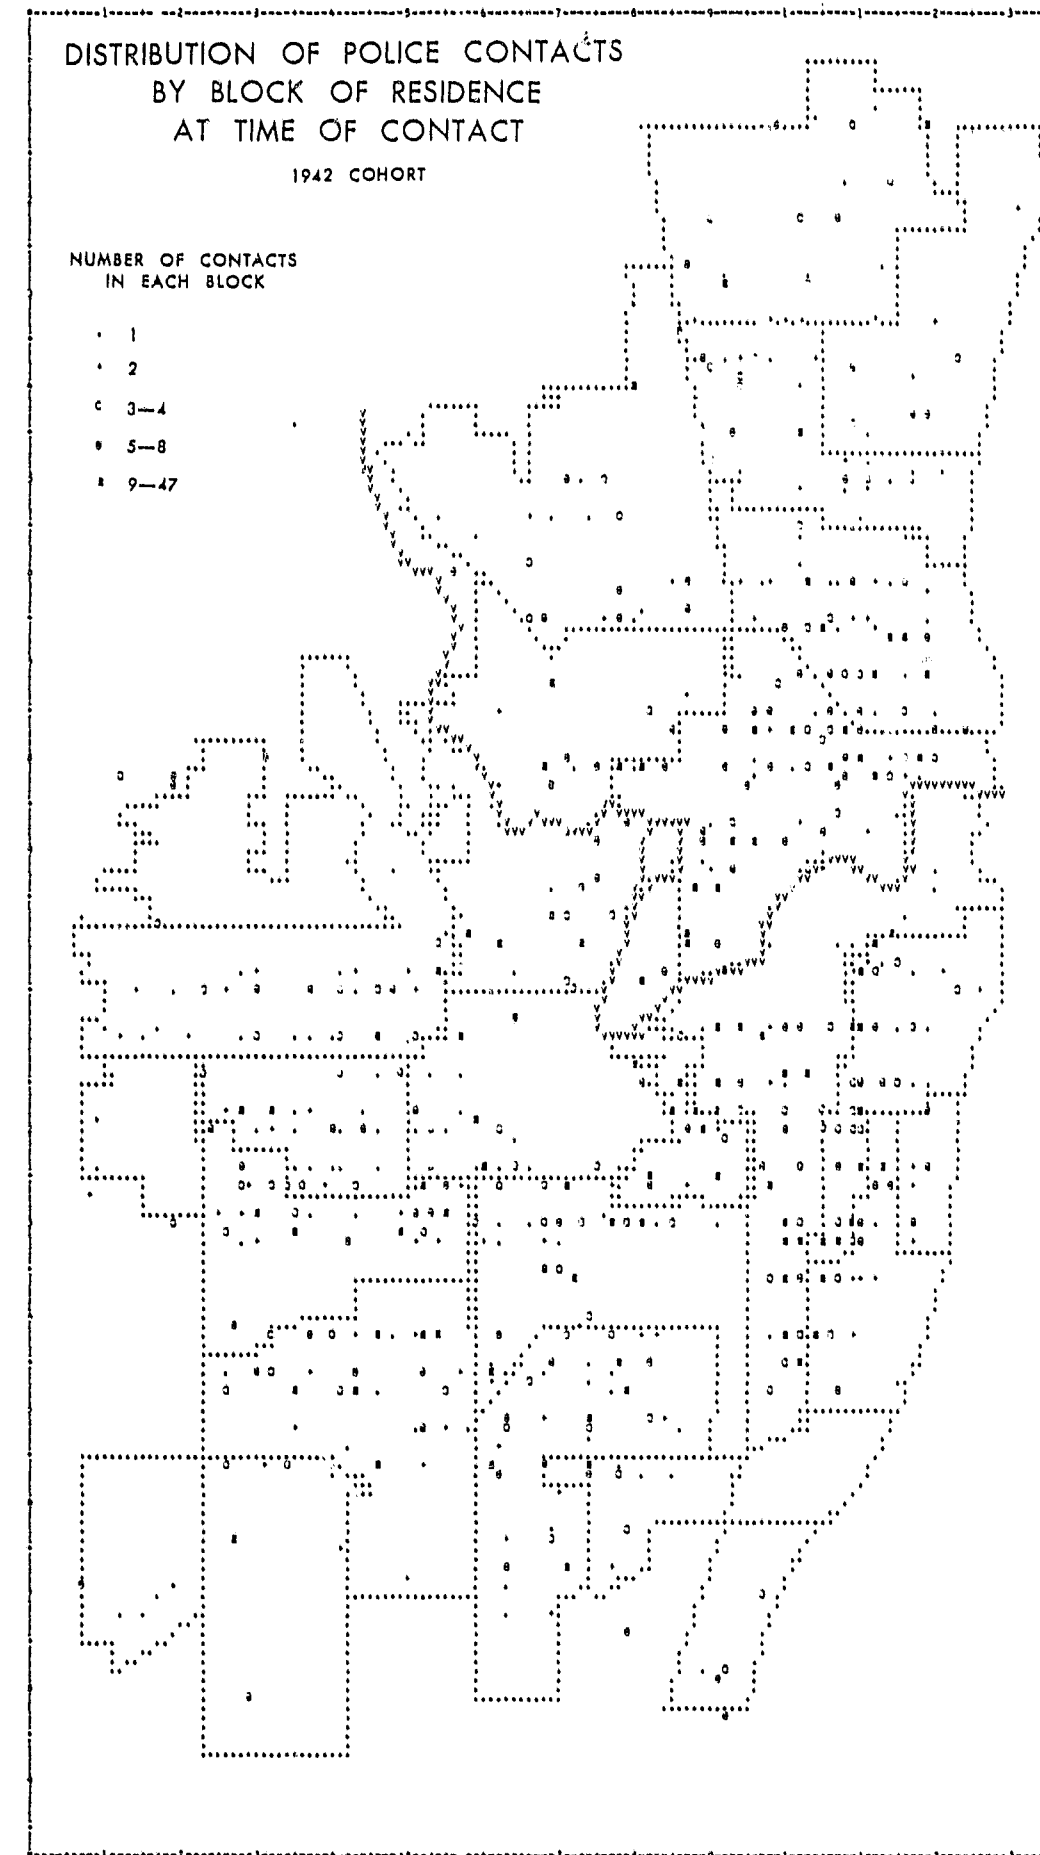 DISTRIBUTION OF POLICE CONTACTS
BY BLOCK OF RESIDENCE
AT TIME OF CONTACT
1942 COHORT
NUMBER OF CONTACTS
IN EACH BLOCK
1
2
3—4
5—8
9—47